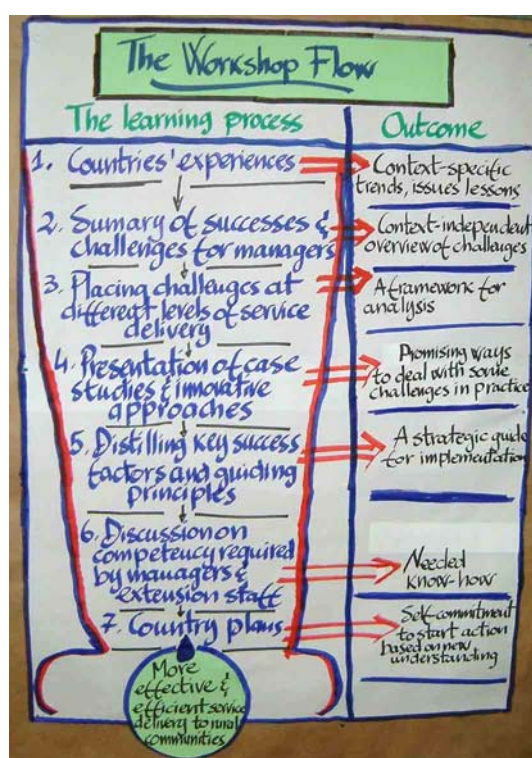 The Workshop Flow
The learning process
Outcome
1. Countries' experiences
Context-specific
trends, issues lessons
2. Sumary of successes &
challenges for managers
Context-independent
overview of challenges
3. Placing challenges at
different levels of service
delivery
A framework for
analysis
4. Presentation of case
studies & innovative
approaches
Promising ways
to deal with some
challenges in practice
5. Distilling key success
factors and guiding
principles
A strategic guide
for implementation
6. Discussion on
competency required
by managers &
extension staff
Needed
know-how
7. Country plans
Self-commitment
to start action
based on new
understanding
More
effective &
efficient service
delivery to rural
communities